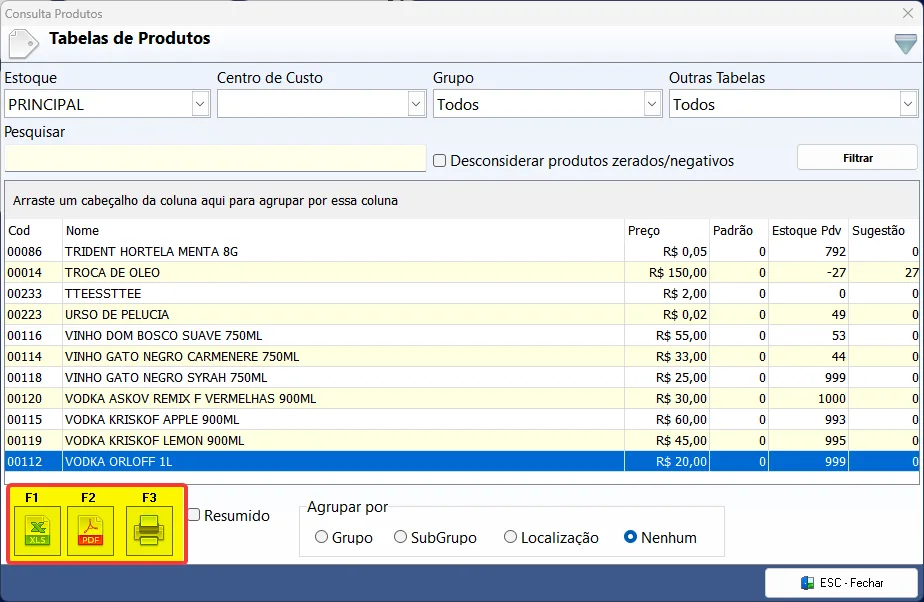 Consulta Produtos
Tabelas de Produtos
Estoque Centro de Custo Grupo Outras Tabelas
PRINCIPAL Todos Todos
Pesquisar
Desconsiderar produtos zerados/negativos Filtrar
Arraste um cabeçalho da coluna aqui para agrupar por essa coluna
Cod Nome Preço Padrão Estoque Pdv Sugestão
00086 TRIDENT HORTELA MENTA 8G R$ 0,05 0 792 0
00014 TROCA DE OLEO R$ 150,00 0 -27 27
00233 TTEESSTTEE R$ 2,00 0 0 0
00223 URSO DE PELUCIA R$ 0,02 0 49 0
00116 VINHO DOM BOSCO SUAVE 750ML R$ 55,00 0 53 0
00114 VINHO GATO NEGRO CARMENERE 750ML R$ 33,00 0 44 0
00118 VINHO GATO NEGRO SYRAH 750ML R$ 25,00 0 999 0
00120 VODKA ASKOV REMIX F VERMELHAS 900ML R$ 30,00 0 1000 0
00115 VODKA KRISKOF APPLE 900ML R$ 60,00 0 993 0
00119 VODKA KRISKOF LEMON 900ML R$ 45,00 0 995 0
00112 VODKA ORLOFF 1L R$ 20,00 0 999 0
F1 F2 F3
XLS PDF
Resumido
Agrupar por
Grupo SubGrupo Localização Nenhum
ESC - Fechar